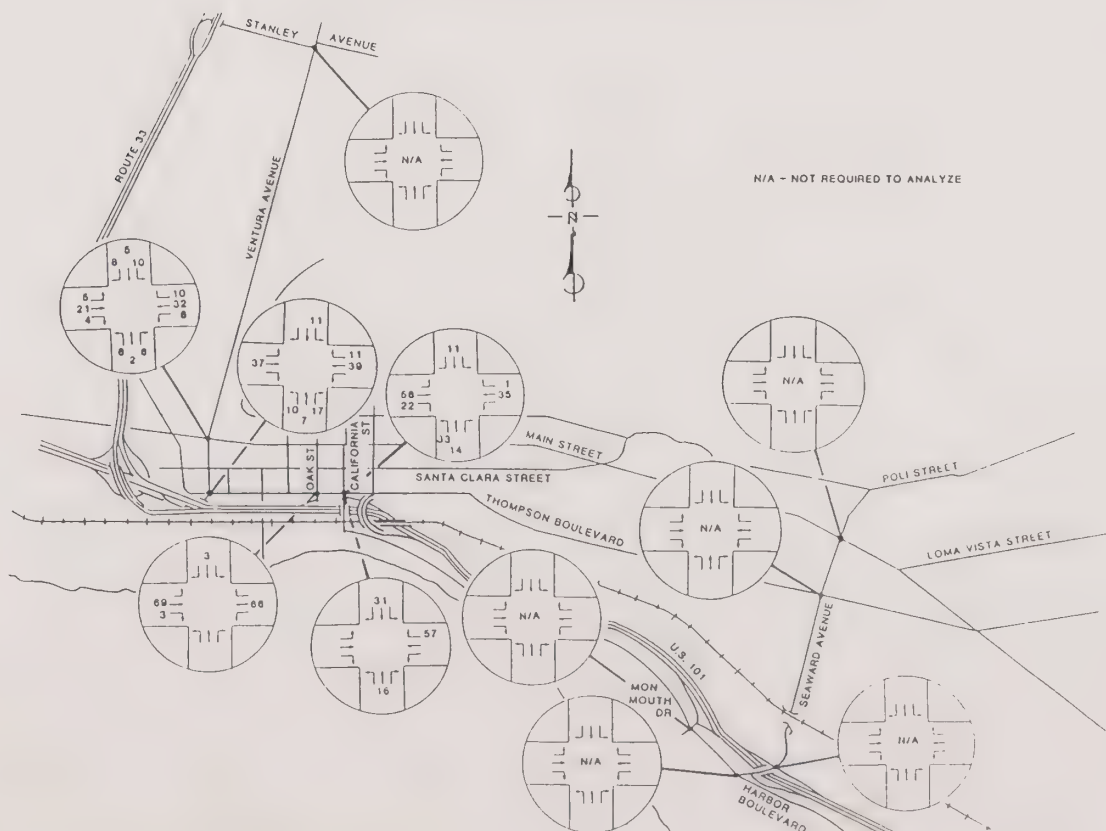 STANLEY AVENUE
ROUTE 33
VENTURA AVENUE
N/A
N
N/A - NOT REQUIRED TO ANALYZE
5
8 10
5
21
4
10
32
6
2
11
37
11
39
10 17
7
11
68
22
1
35
14
N/A
OAK ST
CALIFORNIA
ST
MAIN STREET
SANTA CLARA STREET
THOMPSON BOULEVARD
N/A
POLI STREET
LOMA VISTA STREET
SEAWARD AVENUE
3
69
3
66
31
57
16
N/A
U.S. 101
MON
MOUTH
DR
N/A
N/A
HARBOR
BOULEVARD